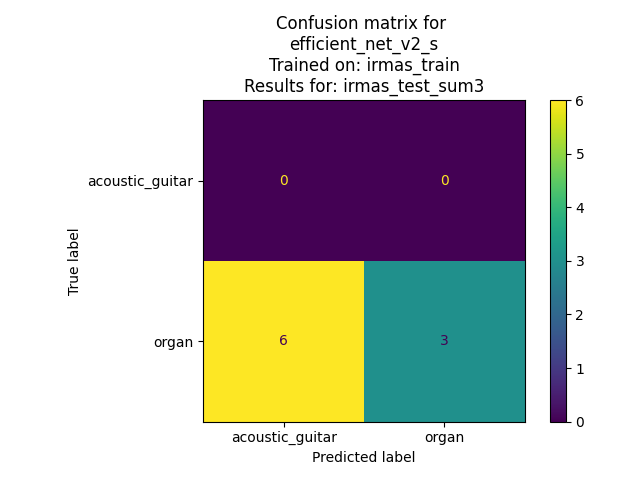 Confusion matrix for
efficient_net_v2_s
Trained on: irmas_train
Results for: irmas_test_sum3
acoustic_guitar
organ
True label
0 0
6 3
acoustic_guitar organ
Predicted label
6
5
4
3
2
1
0